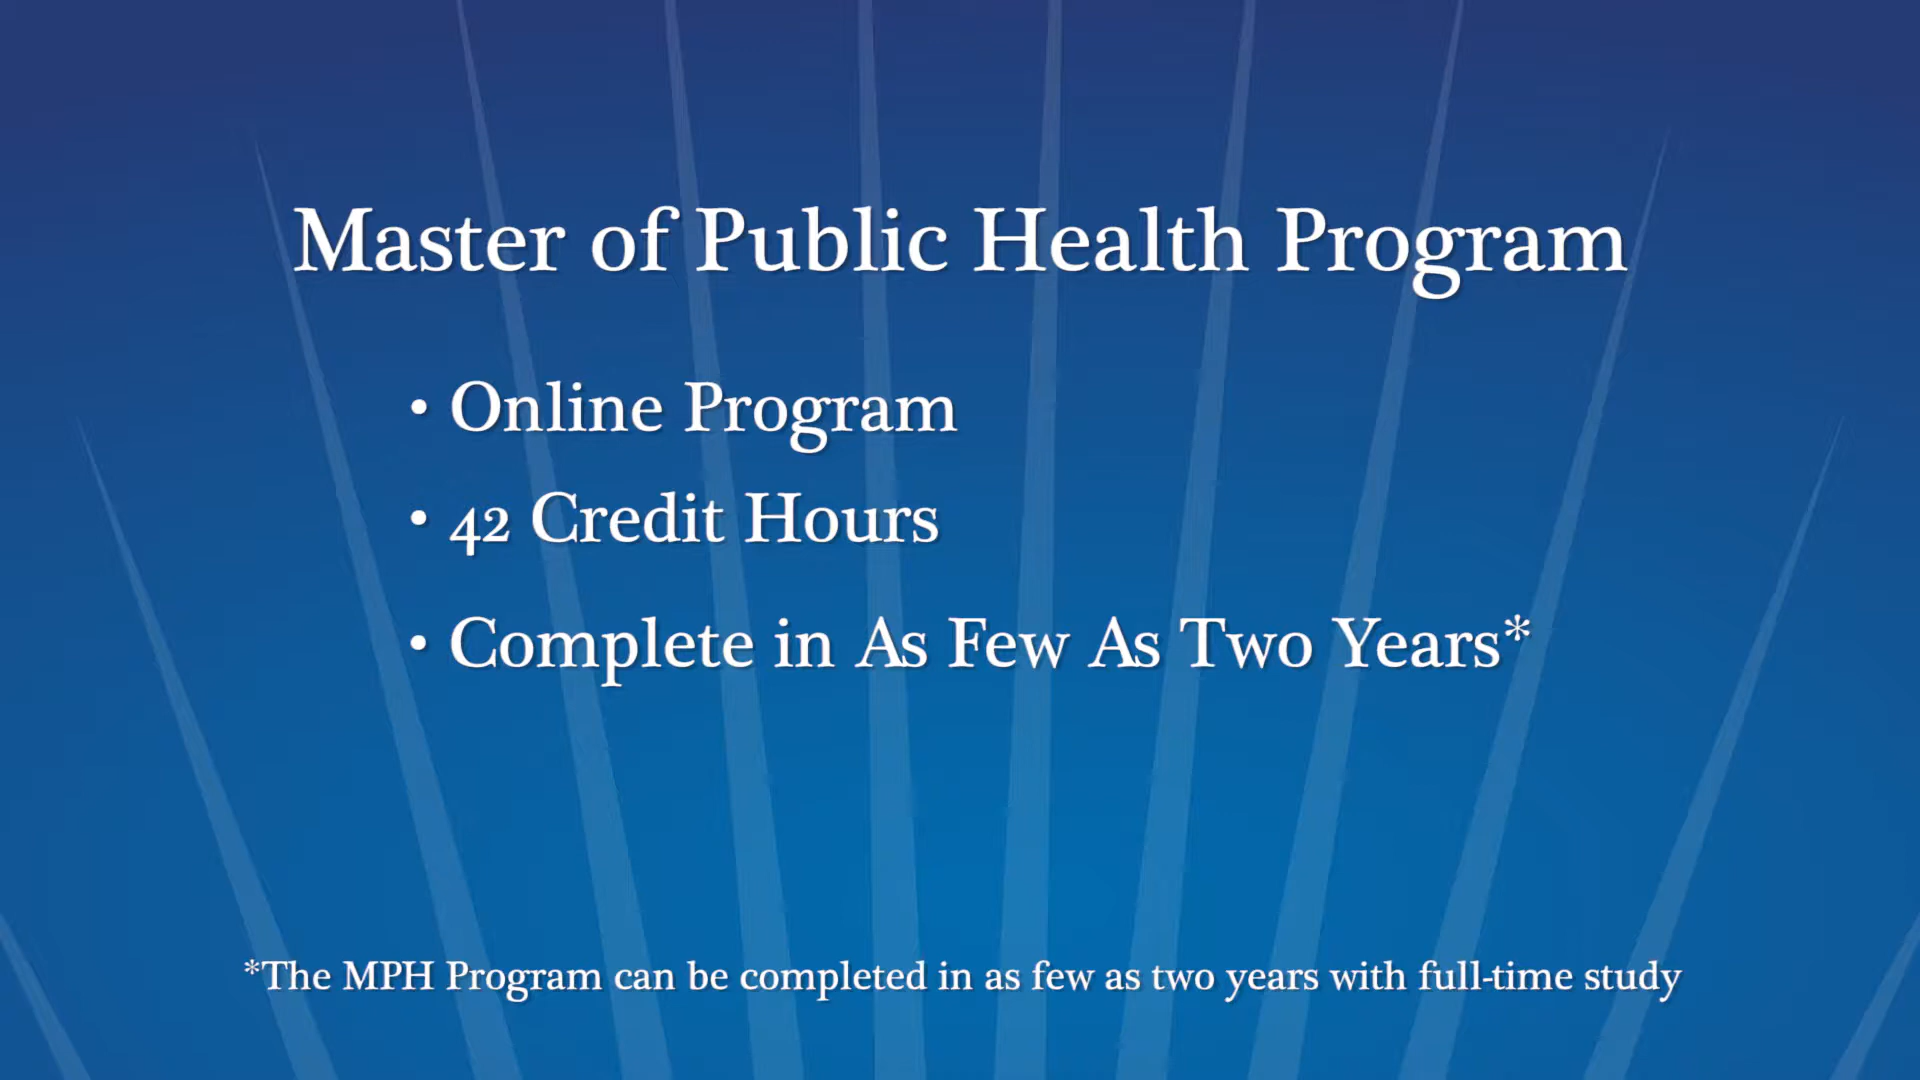 Master of Public Health Program
• Online Program
• 42 Credit Hours
• Complete in As Few As Two Years*
*The MPH Program can be completed in as few as two years with full-time study